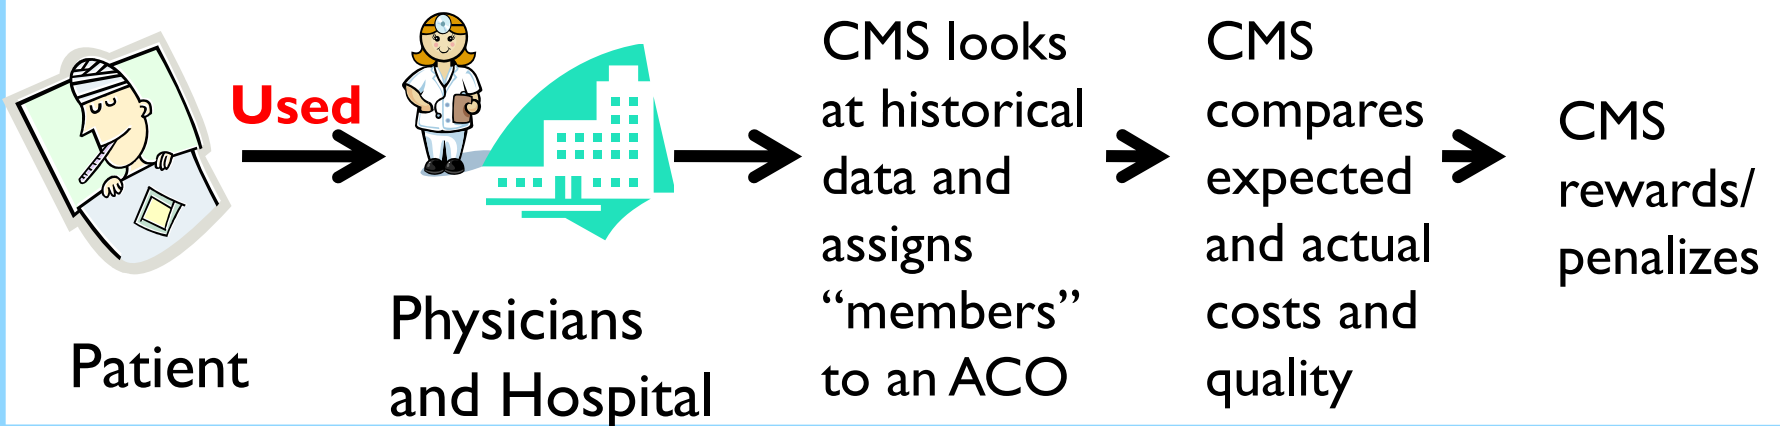 Patient
Used
Physicians
and Hospital
CMS looks
at historical
data and
assigns
“members”
to an ACO
CMS
compares
expected
and actual
costs and
quality
CMS
rewards/
penalizes